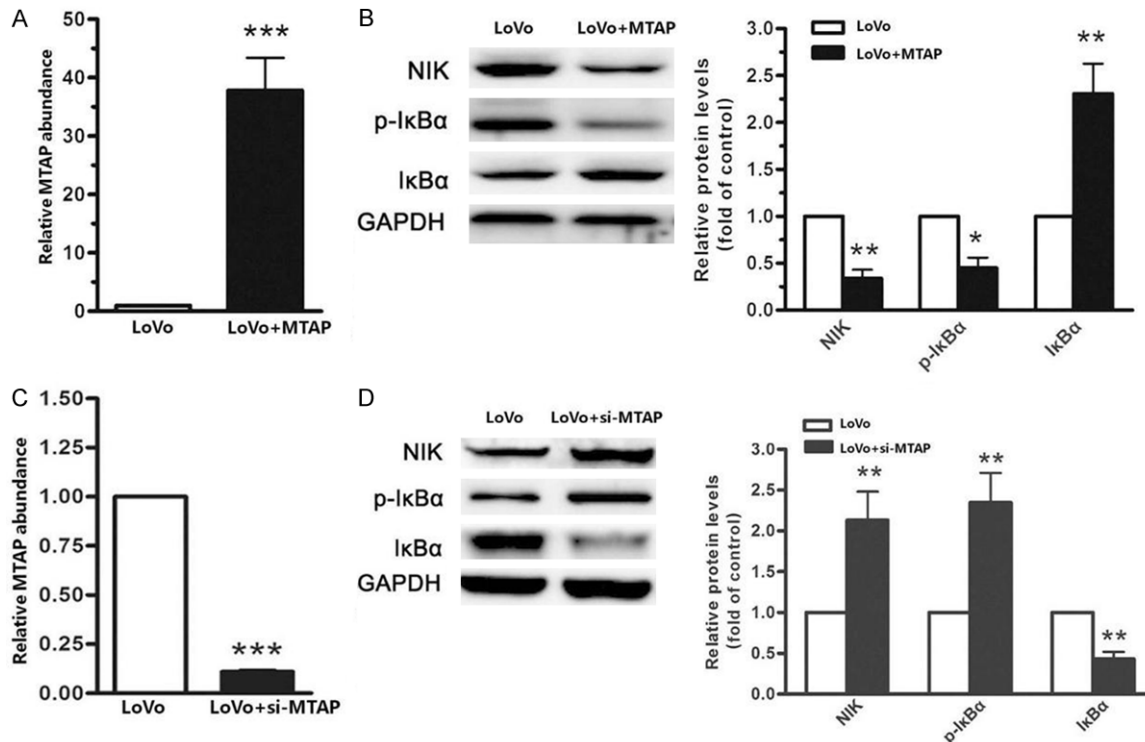 A
Relative MTAP abundance
50
40
30
20
10
0
***
LoVo
LoVo+MTAP
B
LoVo
LoVo+MTAP
NIK
p-IκBα
IκBα
GAPDH
Relative protein levels
(fold of control)
3.0
2.5
2.0
1.5
1.0
0.5
0.0
LoVo
LoVo+MTAP
**
*
**
NIK
p-IκBα
IκBα
C
Relative MTAP abundance
1.50
1.25
1.00
0.75
0.50
0.25
0.00
***
LoVo
LoVo+si-MTAP
D
LoVo
LoVo+si-MTAP
NIK
p-IκBα
IκBα
GAPDH
Relative protein levels
(fold of control)
3.0
2.5
2.0
1.5
1.0
0.5
0.0
LoVo
LoVo+si-MTAP
**
**
**
NIK
p-IκBα
IκBα